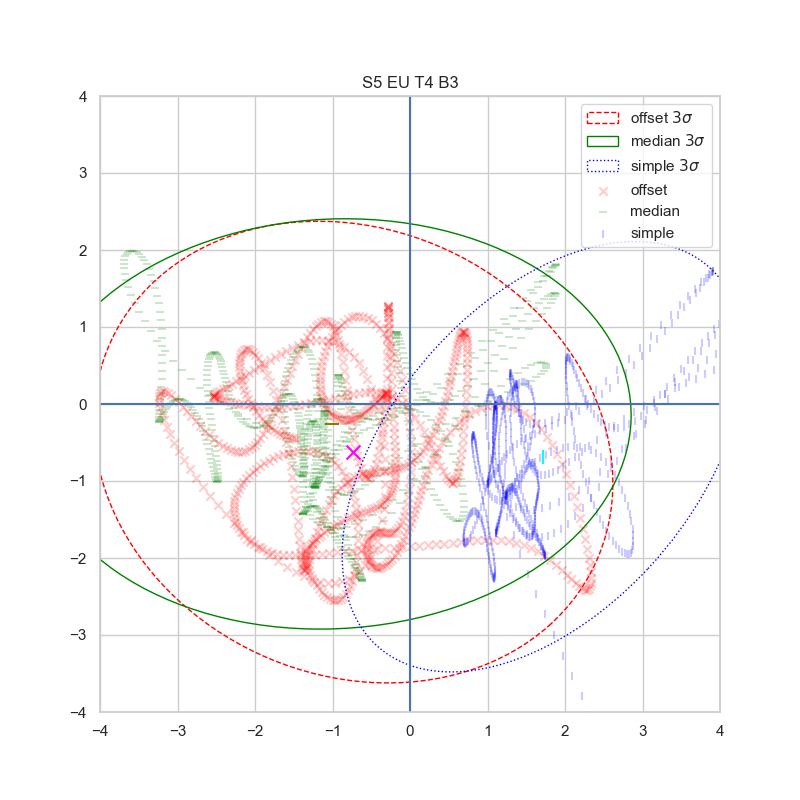 S5 EU T4 B3
offset 3σ
median 3σ
simple 3σ
offset
median
simple
4
3
2
1
0
−1
−2
−3
−4
−4 −3 −2 −1 0 1 2 3 4